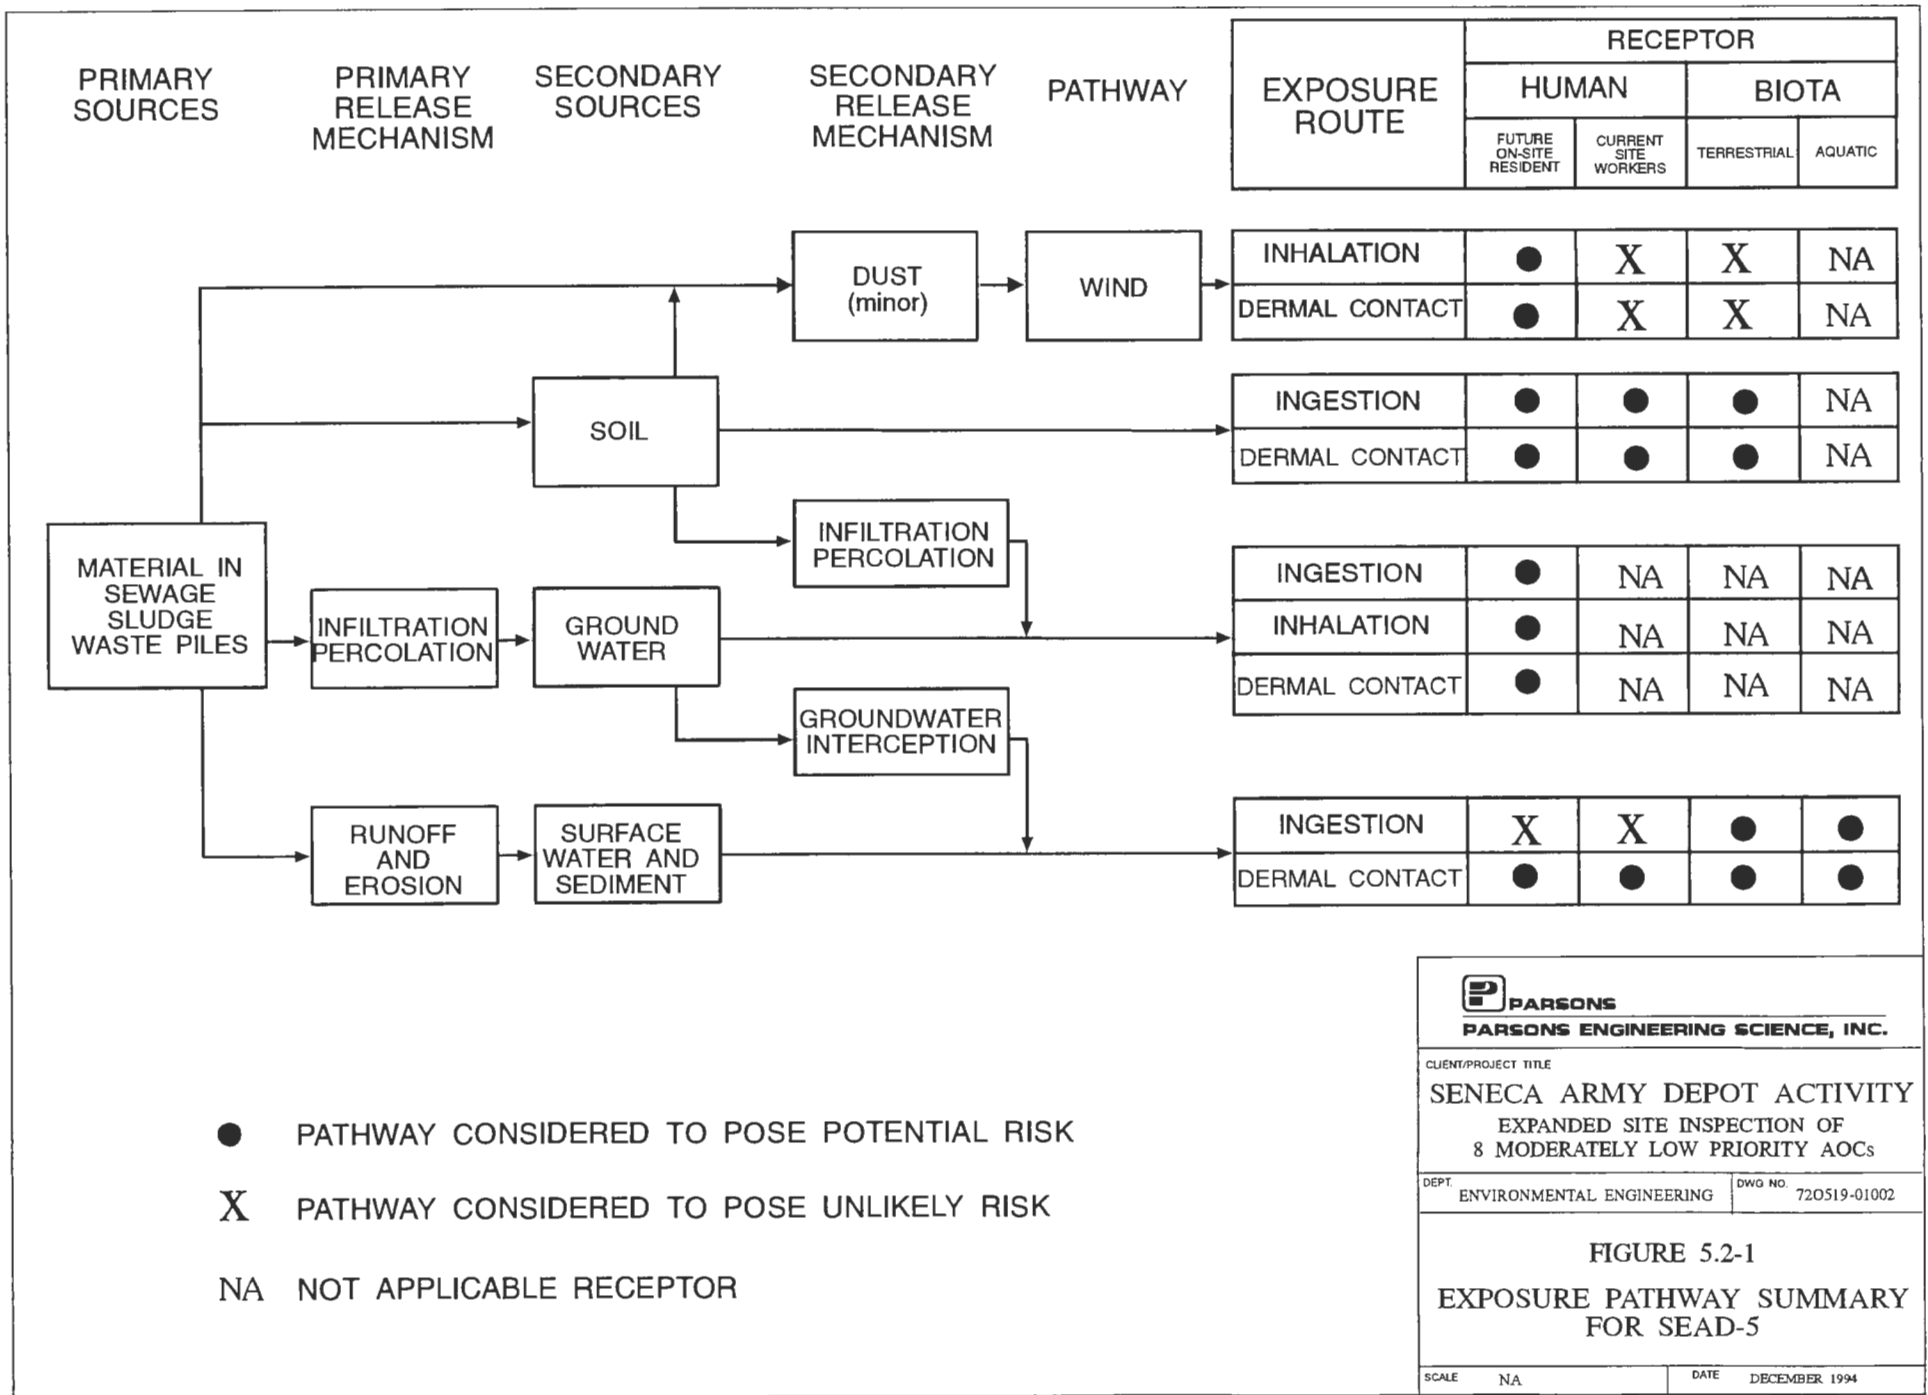 PRIMARY
SOURCES
PRIMARY
RELEASE
MECHANISM
SECONDARY
SOURCES
SECONDARY
RELEASE
MECHANISM
PATHWAY
EXPOSURE
ROUTE
RECEPTOR
HUMAN
BIOTA
FUTURE
ON-SITE
RESIDENT
CURRENT
SITE
WORKERS
TERRESTRIAL
AQUATIC
DUST
(minor)
WIND
INHALATION ● X X NA
DERMAL CONTACT ● X X NA
SOIL
INGESTION ● ● ● NA
DERMAL CONTACT ● ● ● NA
INFILTRATION
PERCOLATION
MATERIAL IN
SEWAGE
SLUDGE
WASTE PILES
INFILTRATION
PERCOLATION
GROUND
WATER
INGESTION ● NA NA NA
INHALATION ● NA NA NA
DERMAL CONTACT ● NA NA NA
GROUNDWATER
INTERCEPTION
RUNOFF
AND
EROSION
SURFACE
WATER AND
SEDIMENT
INGESTION X X ● ●
DERMAL CONTACT ● ● ● ●
● PATHWAY CONSIDERED TO POSE POTENTIAL RISK
X PATHWAY CONSIDERED TO POSE UNLIKELY RISK
NA NOT APPLICABLE RECEPTOR
P PARSONS
PARSONS ENGINEERING SCIENCE, INC.
CLIENT/PROJECT TITLE
SENECA ARMY DEPOT ACTIVITY
EXPANDED SITE INSPECTION OF
8 MODERATELY LOW PRIORITY AOCs
DEPT. ENVIRONMENTAL ENGINEERING
DWG NO. 720519-01002
FIGURE 5.2-1
EXPOSURE PATHWAY SUMMARY
FOR SEAD-5
SCALE NA
DATE DECEMBER 1994